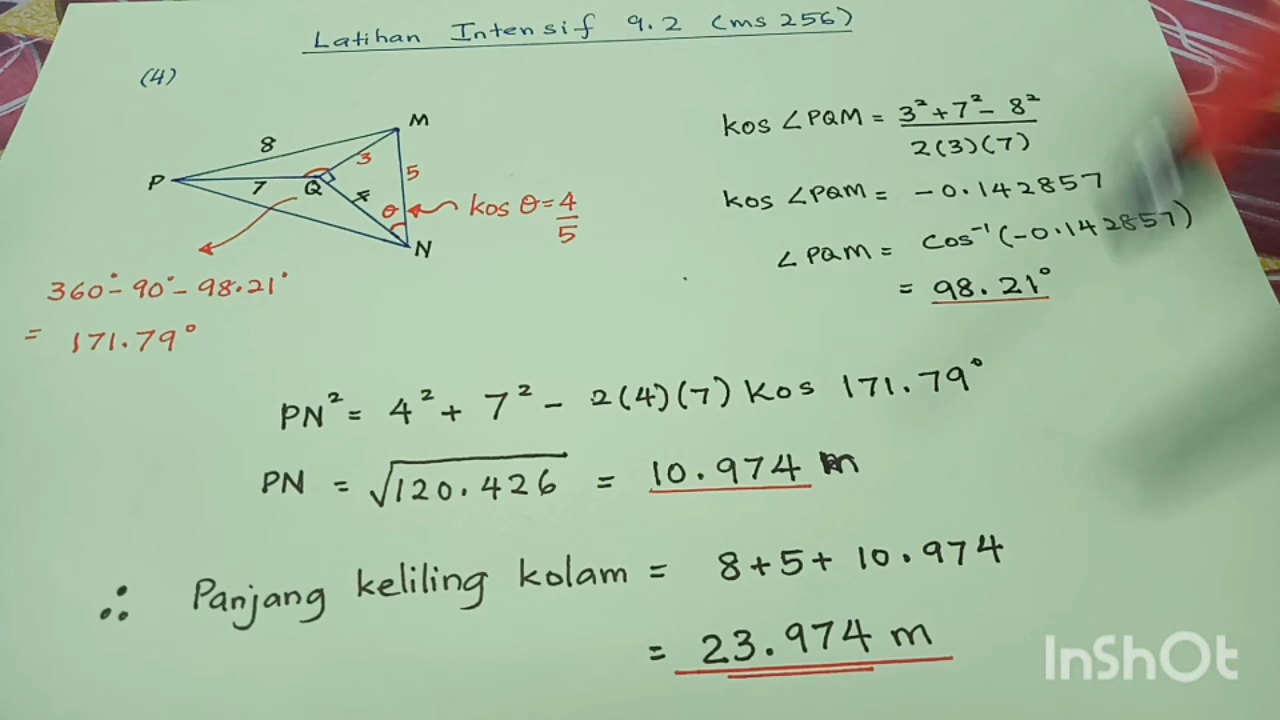 Latihan Intensif 9.2 (ms 256)
(4)
M
8
3
5
P
7
Q
θ
kos θ = 4/5
N
360° - 90° - 98.21°
= 171.79°
kos ∠PQM = 3² + 7² - 8² / 2(3)(7)
kos ∠PQM = -0.142857
∠PQM = cos⁻¹(-0.142857)
= 98.21°
PN² = 4² + 7² - 2(4)(7) kos 171.79°
PN = √120.426 = 10.974 m
∴ Panjang keliling kolam = 8 + 5 + 10.974
= 23.974 m
InShOt